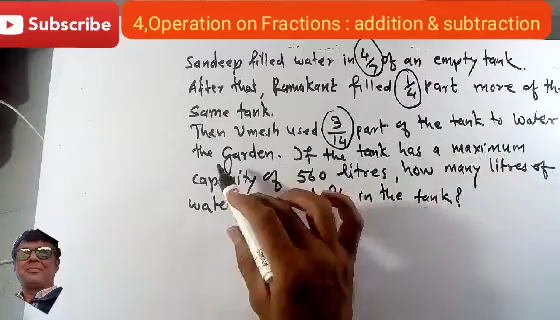 Subscribe
4,Operation on Fractions : addition & subtraction
Sandeep filled water in 4/7 of an empty tank.
After that, Ramakant filled 1/4 part more of the
Same tank.
Then Umesh used 3/14 part of the tank to water
the Garden. If the tank has a maximum
capacity of 560 litres, how many litres of
in the tank?